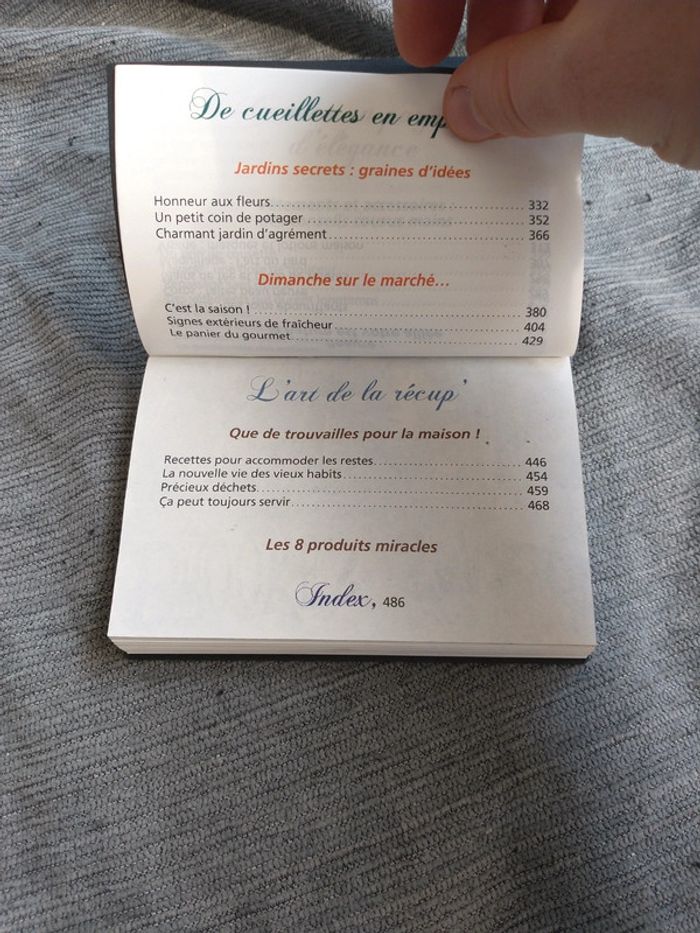 De cueillettes en
Jardins secrets : graines d'idées
Honneur aux fleurs 332
Un petit coin de potager 352
Charmant jardin d'agrément 366
Dimanche sur le marché...
C'est la saison ! 380
Signes extérieurs de fraîcheur 404
Le panier du gourmet 429
L'art de la récup'
Que de trouvailles pour la maison !
Recettes pour accommoder les restes 446
La nouvelle vie des vieux habits 454
Précieux déchets 459
Ça peut toujours servir 468
Les 8 produits miracles
Index, 486